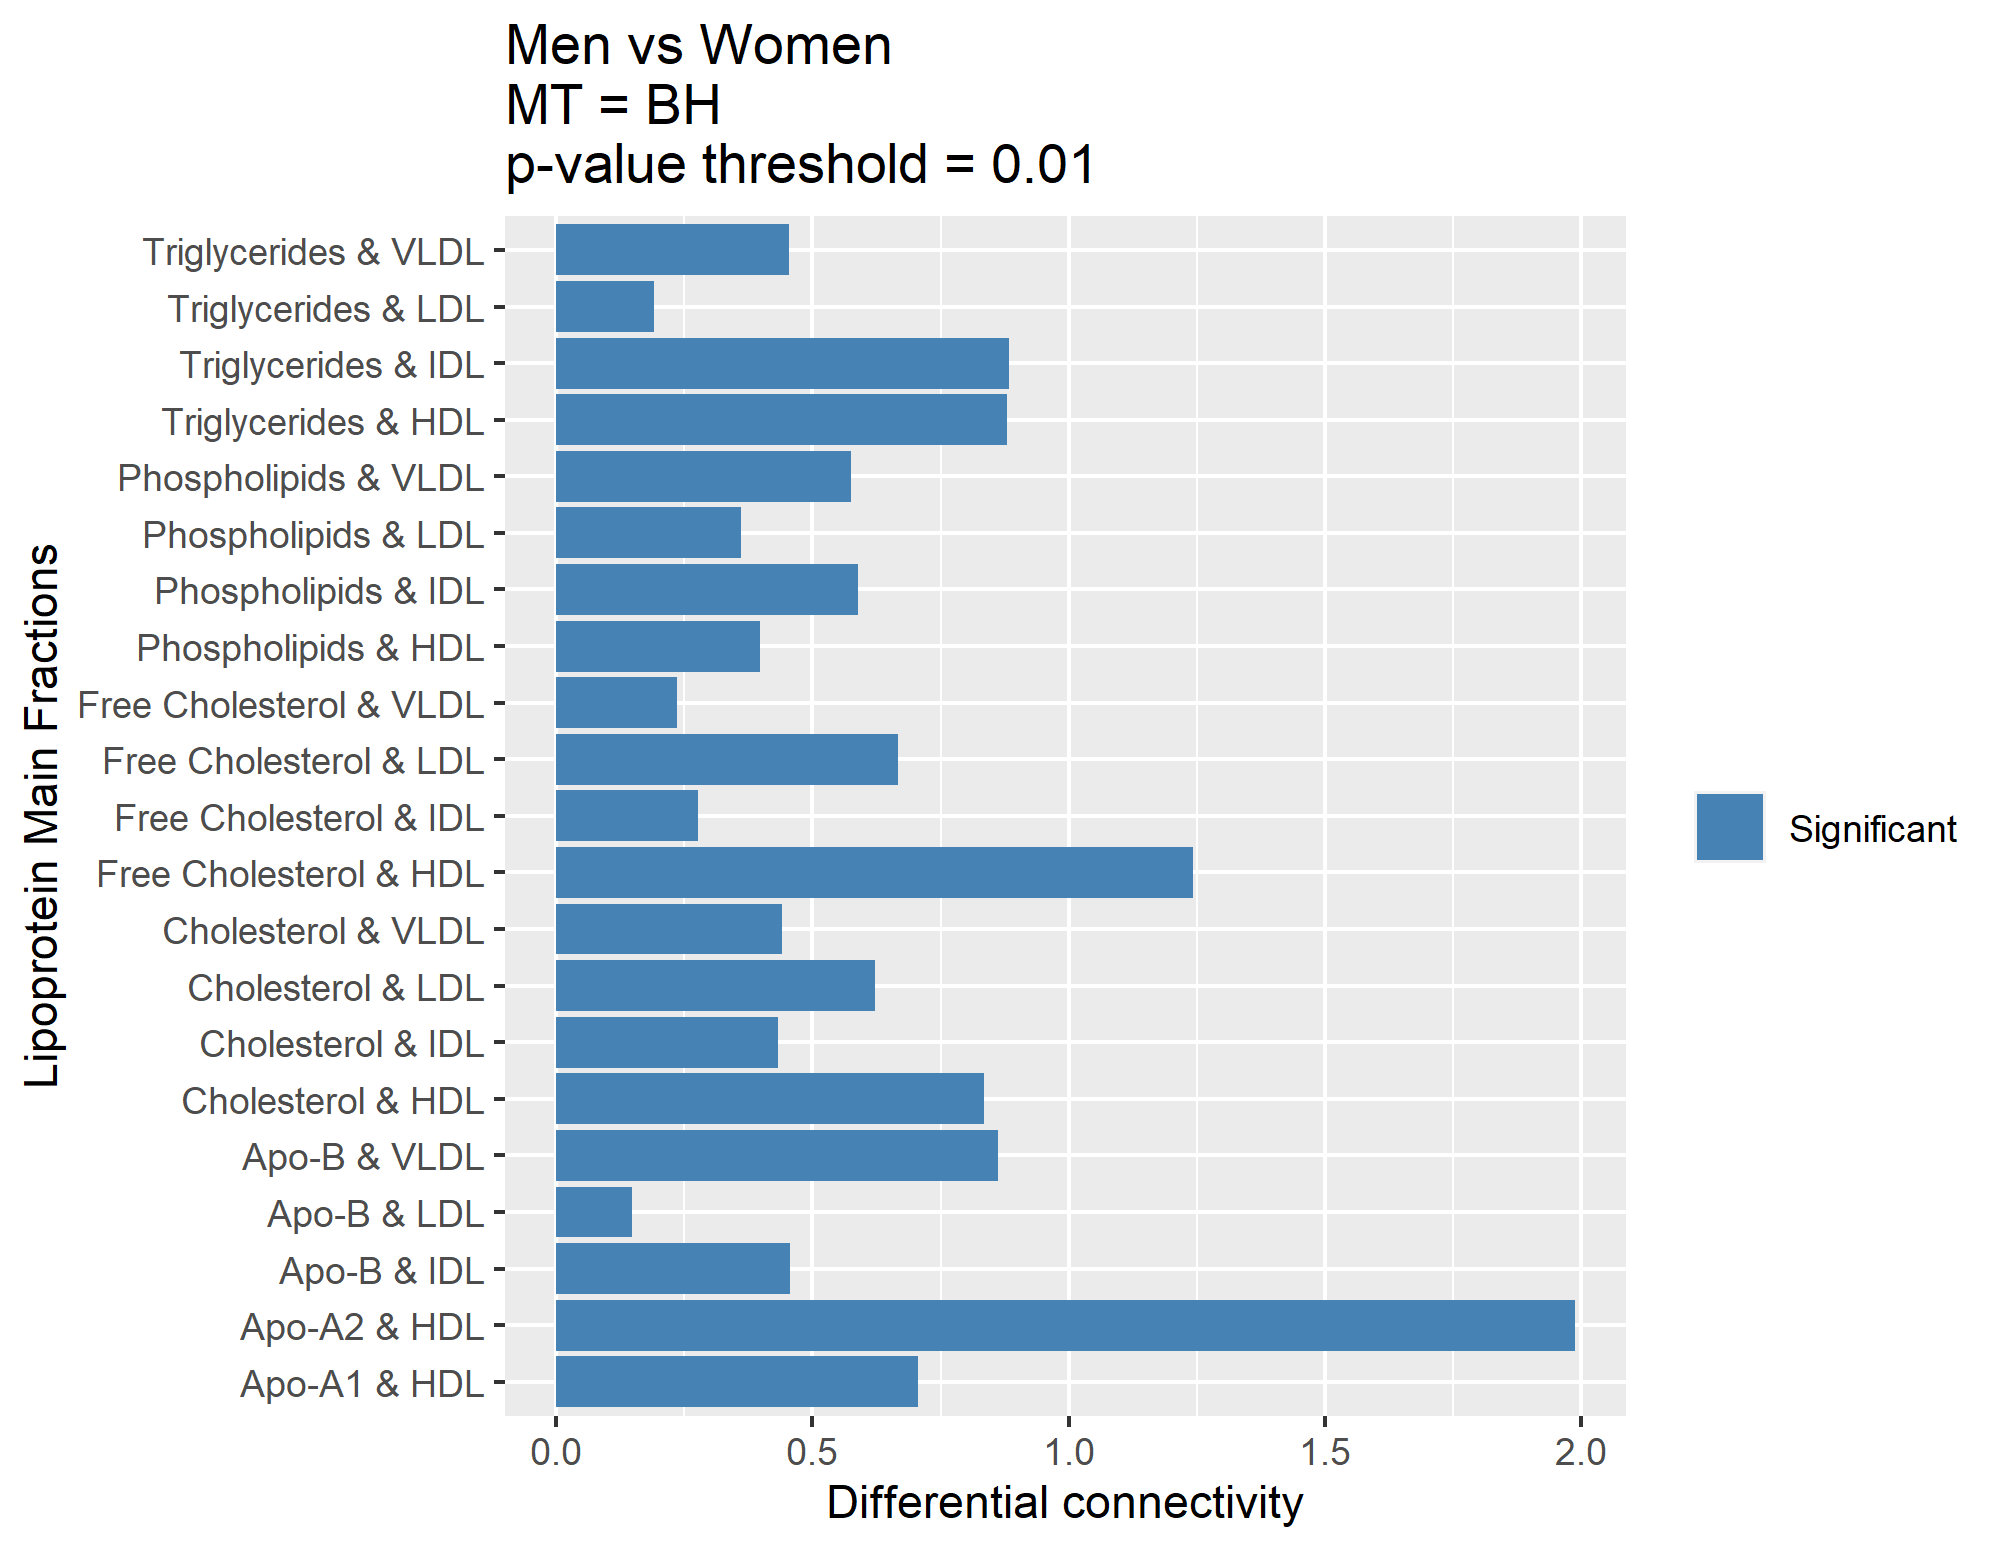 Men vs Women
MT = BH
p-value threshold = 0.01
Lipoprotein Main Fractions
Triglycerides & VLDL
Triglycerides & LDL
Triglycerides & IDL
Triglycerides & HDL
Phospholipids & VLDL
Phospholipids & LDL
Phospholipids & IDL
Phospholipids & HDL
Free Cholesterol & VLDL
Free Cholesterol & LDL
Free Cholesterol & IDL
Free Cholesterol & HDL
Cholesterol & VLDL
Cholesterol & LDL
Cholesterol & IDL
Cholesterol & HDL
Apo-B & VLDL
Apo-B & LDL
Apo-B & IDL
Apo-A2 & HDL
Apo-A1 & HDL
0.0 0.5 1.0 1.5 2.0
Differential connectivity
Significant